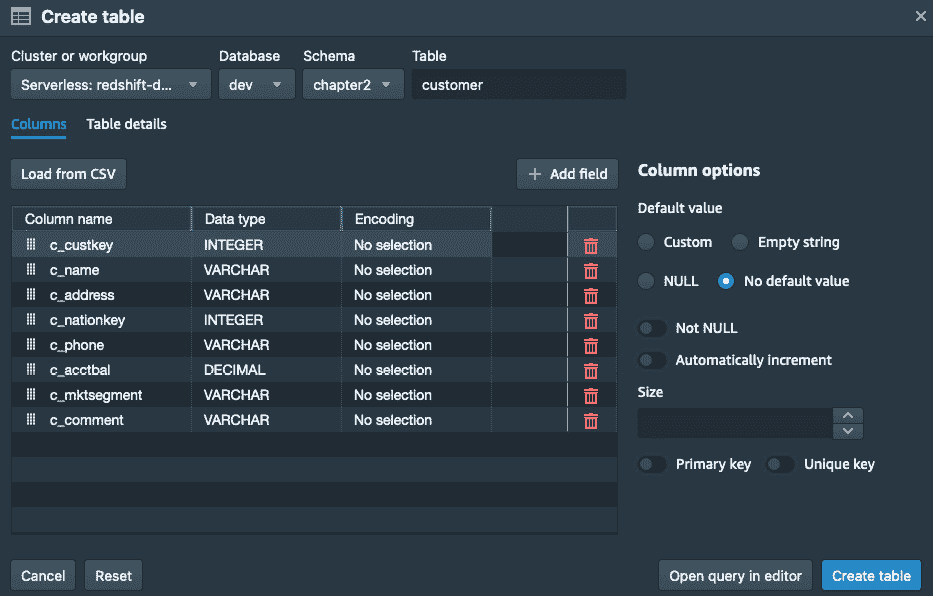 Create table
Cluster or workgroup Database Schema Table
Serverless: redshift-d... dev chapter2 customer
Columns Table details
Load from CSV + Add field
Column name Data type Encoding
c_custkey INTEGER No selection
c_name VARCHAR No selection
c_address VARCHAR No selection
c_nationkey INTEGER No selection
c_phone VARCHAR No selection
c_acctbal DECIMAL No selection
c_mktsegment VARCHAR No selection
c_comment VARCHAR No selection
Column options
Default value
Custom Empty string
NULL No default value
Not NULL
Automatically increment
Size
Primary key Unique key
Cancel Reset Open query in editor Create table